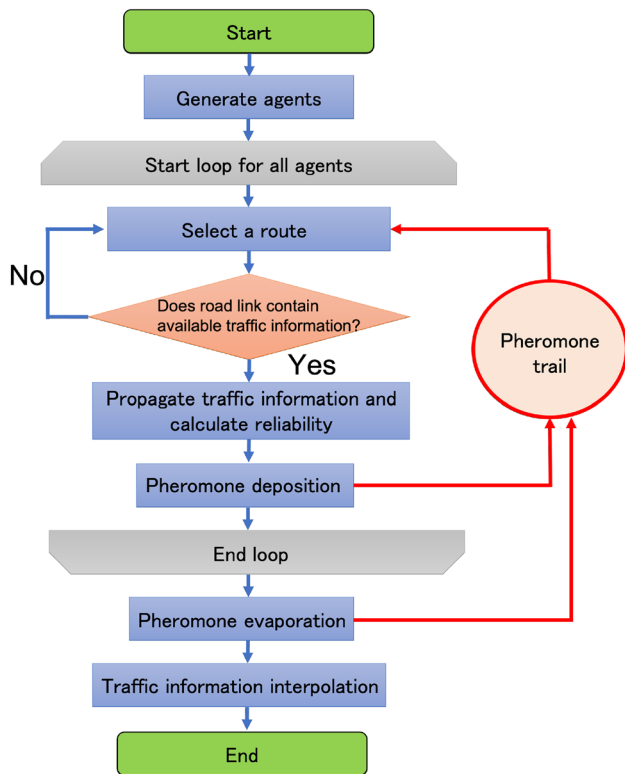 Start
Generate agents
Start loop for all agents
Select a route
No
Does road link contain
available traffic information?
Yes
Pheromone
trail
Propagate traffic information and
calculate reliability
Pheromone deposition
End loop
Pheromone evaporation
Traffic information interpolation
End